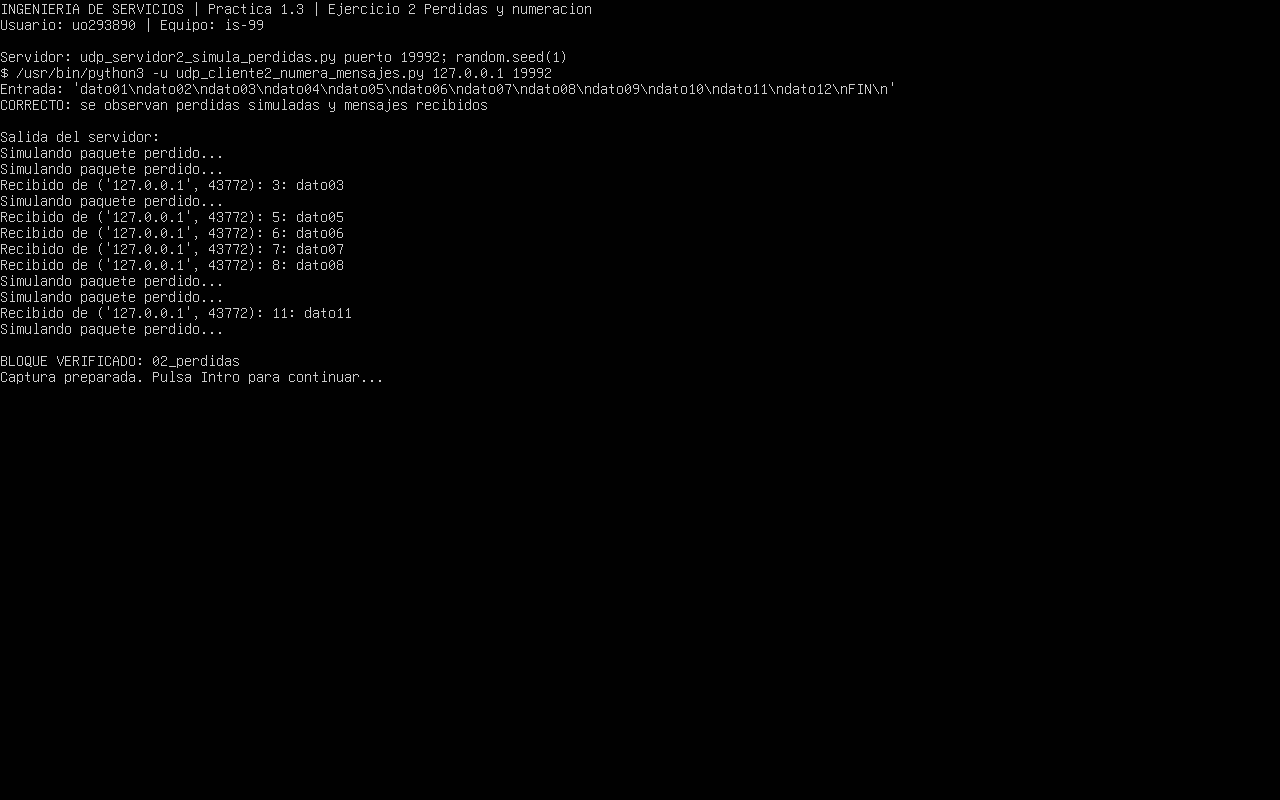 INGENIERIA DE SERVICIOS | Practica 1.3 | Ejercicio 2 Perdidas y numeracion
Usuario: uo293890 | Equipo: is-99
Servidor: udp_servidor2_simula_perdidas.py puerto 19992; random.seed(1)
$ /usr/bin/python3 -u udp_cliente2_numera_mensajes.py 127.0.0.1 19992
Entrada: 'dato01\ndato02\ndato03\ndato04\ndato05\ndato06\ndato07\ndato08\ndato09\ndato10\ndato11\ndato12\nFIN\n'
CORRECTO: se observan perdidas simuladas y mensajes recibidos
Salida del servidor:
Simulando paquete perdido...
Simulando paquete perdido...
Recibido de ('127.0.0.1', 43772): 3: dato03
Simulando paquete perdido...
Recibido de ('127.0.0.1', 43772): 5: dato05
Recibido de ('127.0.0.1', 43772): 6: dato06
Recibido de ('127.0.0.1', 43772): 7: dato07
Recibido de ('127.0.0.1', 43772): 8: dato08
Simulando paquete perdido...
Simulando paquete perdido...
Recibido de ('127.0.0.1', 43772): 11: dato11
Simulando paquete perdido...
BLOQUE VERIFICADO: 02_perdidas
Captura preparada. Pulsa Intro para continuar...